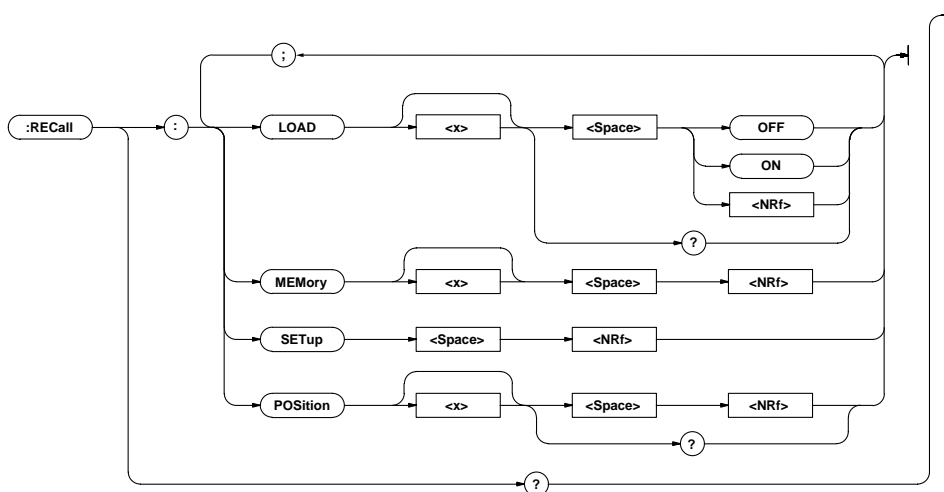 ;
:RECall : LOAD <x> <Space> OFF
ON
<NRf>
?
MEMory <x> <Space> <NRf>
SETup <Space> <NRf>
POSition <x> <Space> <NRf>
?
?